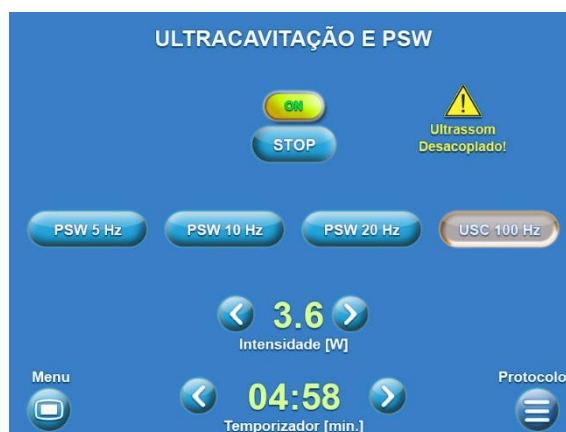 ULTRACAVITAÇÃO E PSW
ON
STOP
Ultrassom
Desacoplado!
PSW 5 Hz
PSW 10 Hz
PSW 20 Hz
USC 100 Hz
3.6
Intensidade [W]
Menu
04:58
Temporizador [min.]
Protocolo